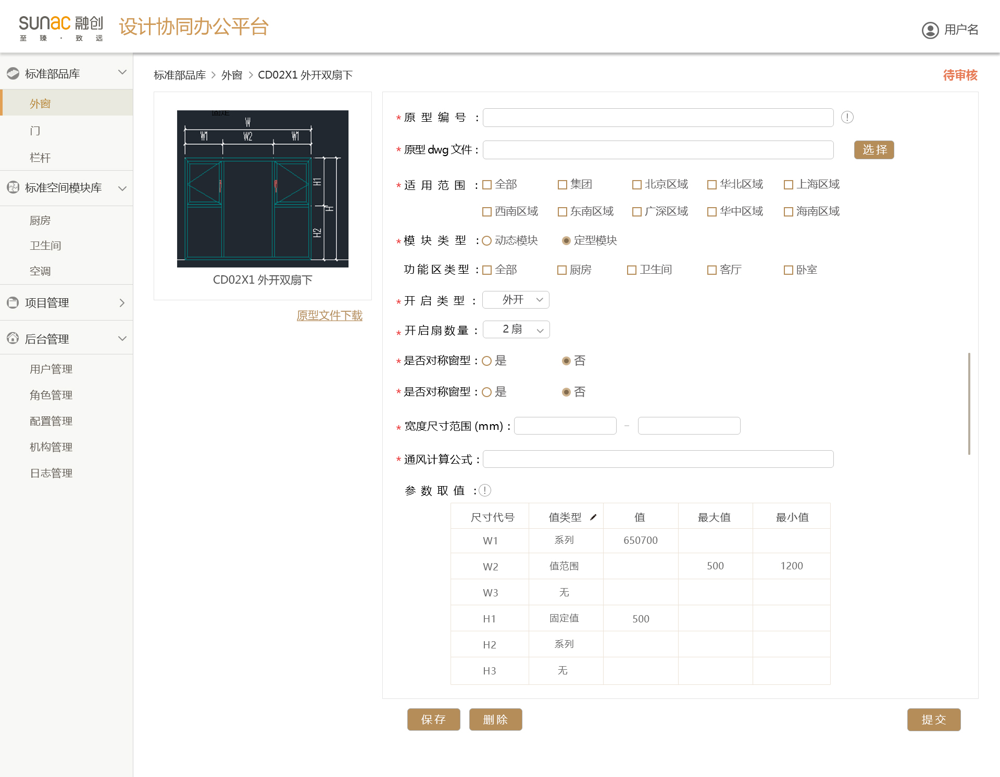 sunac 融创
至 臻 · 致 远
设计协同办公平台
用户名
标准部品库
外窗
门
栏杆
标准空间模块库
厨房
卫生间
空调
项目管理
后台管理
用户管理
角色管理
配置管理
机构管理
日志管理
标准部品库 > 外窗 > CD02X1 外开双扇下
待审核
固定
W
W1 W2 W1
H1
H
H2
CD02X1 外开双扇下
原型文件下载
* 原型编号 :
* 原型 dwg 文件 : 选择
* 适用范围 : 全部 集团 北京区域 华北区域 上海区域
西南区域 东南区域 广深区域 华中区域 海南区域
* 模块类型 : 动态模块 定型模块
功能区类型 : 全部 厨房 卫生间 客厅 卧室
* 开启类型 : 外开
* 开启扇数量 : 2 扇
* 是否对称窗型 : 是 否
* 是否对称窗型 : 是 否
* 宽度尺寸范围 (mm) : –
* 通风计算公式 :
参数取值 :
尺寸代号 值类型 值 最大值 最小值
W1 系列 650700
W2 值范围 500 1200
W3 无
H1 固定值 500
H2 系列
H3 无
保存 删除 提交